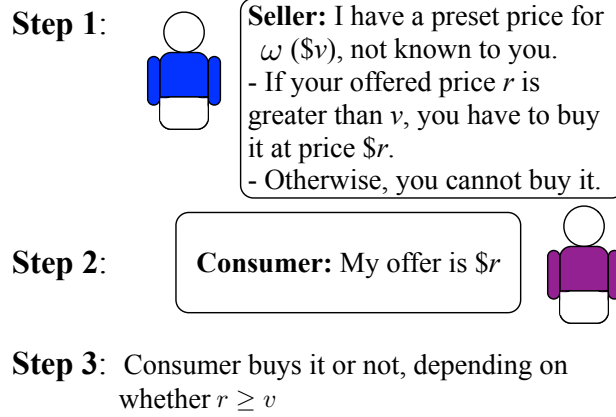 Step 1:
Seller: I have a preset price for
ω ($v), not known to you.
- If your offered price r is
greater than v, you have to buy
it at price $r.
- Otherwise, you cannot buy it.
Step 2:
Consumer: My offer is $r
Step 3: Consumer buys it or not, depending on
whether r ≥ v